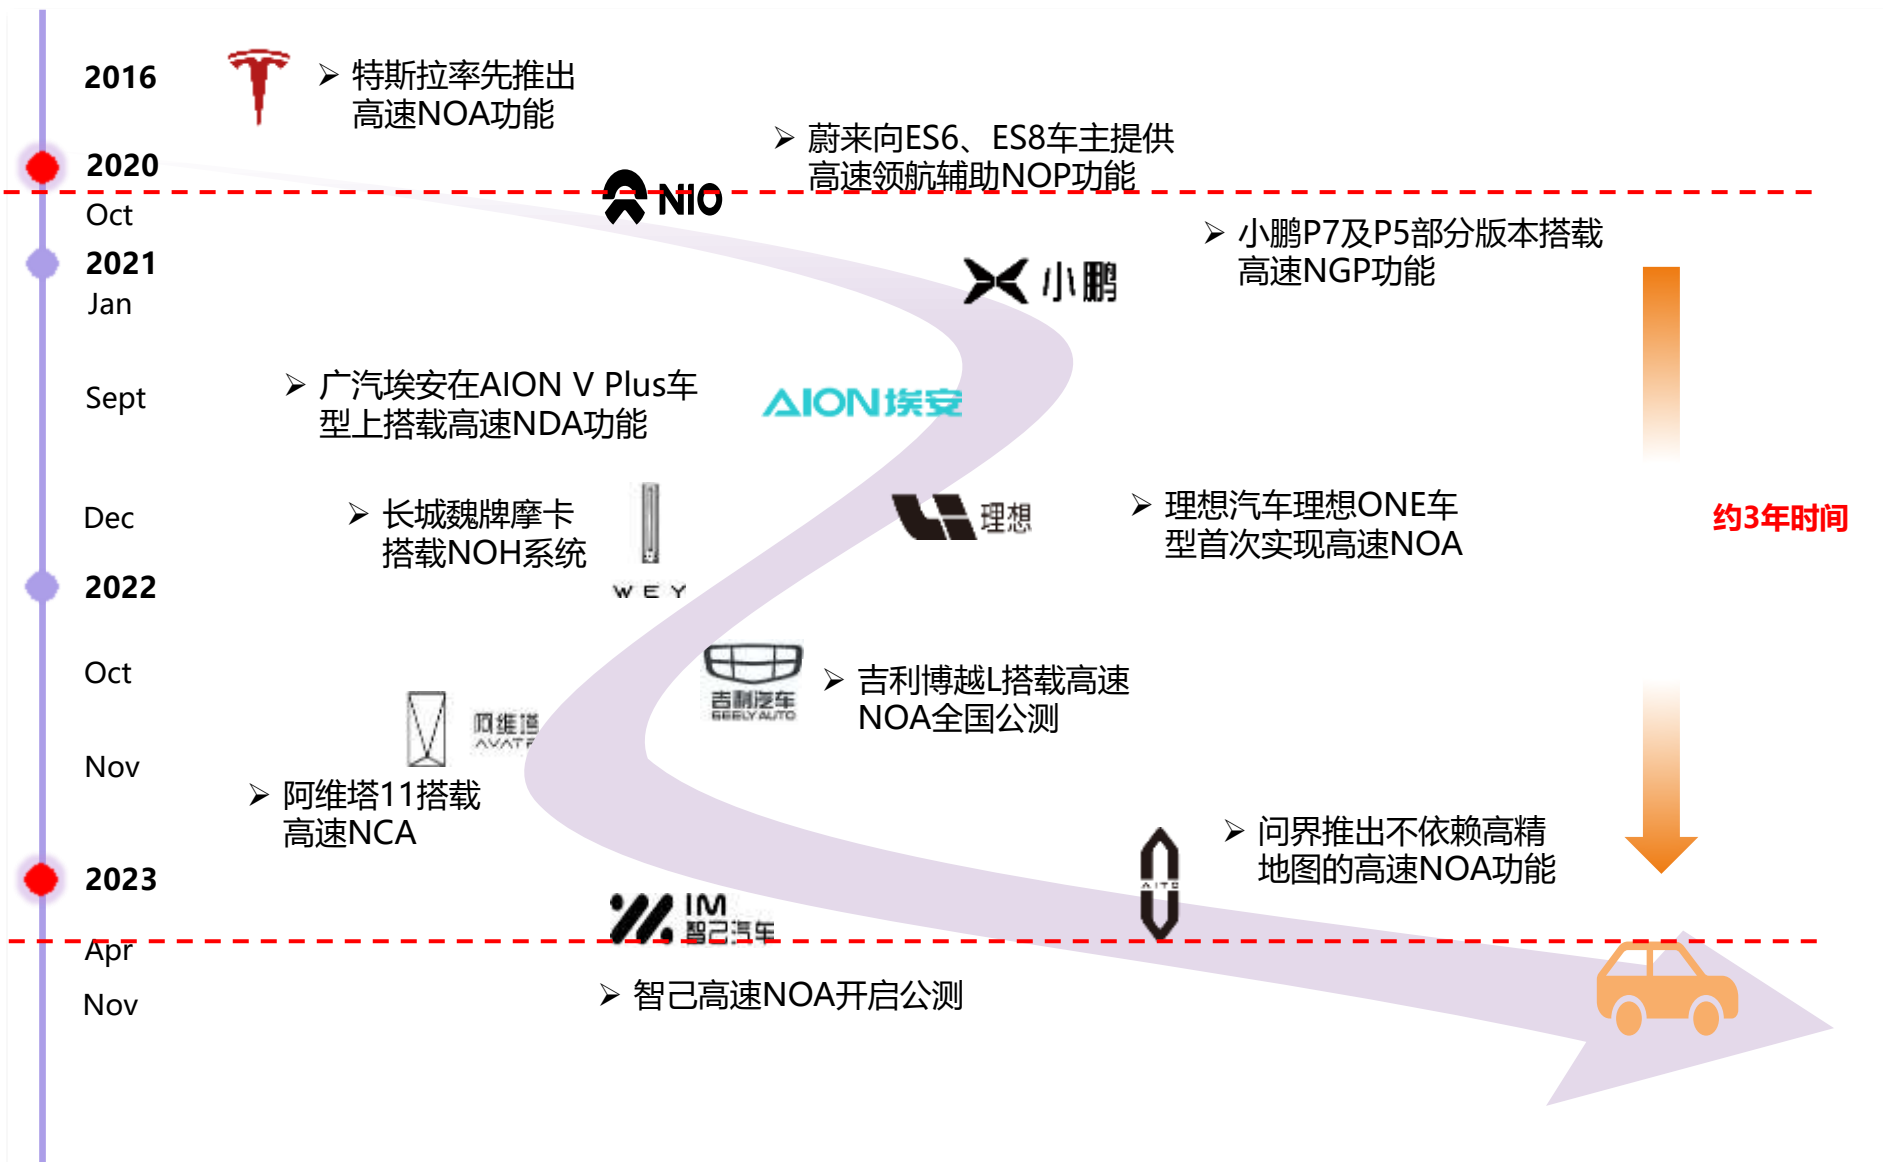 2016
特斯拉率先推出
高速NOA功能
2020
蔚来向ES6、ES8车主提供
高速领航辅助NOP功能
NIO
Oct
小鹏P7及P5部分版本搭载
高速NGP功能
2021
小鹏
Jan
Sept
广汽埃安在AION V Plus车
型上搭载高速NDA功能
AION埃安
Dec
长城魏牌摩卡
搭载NOH系统
WEY
理想
理想汽车理想ONE车
型首次实现高速NOA
约3年时间
2022
Oct
吉利汽车
GEELY AUTO
吉利博越L搭载高速
NOA全国公测
阿维塔
Nov
阿维塔11搭载
高速NCA
问界推出不依赖高精
地图的高速NOA功能
AITO
2023
IM
智己汽车
Apr
Nov
智己高速NOA开启公测